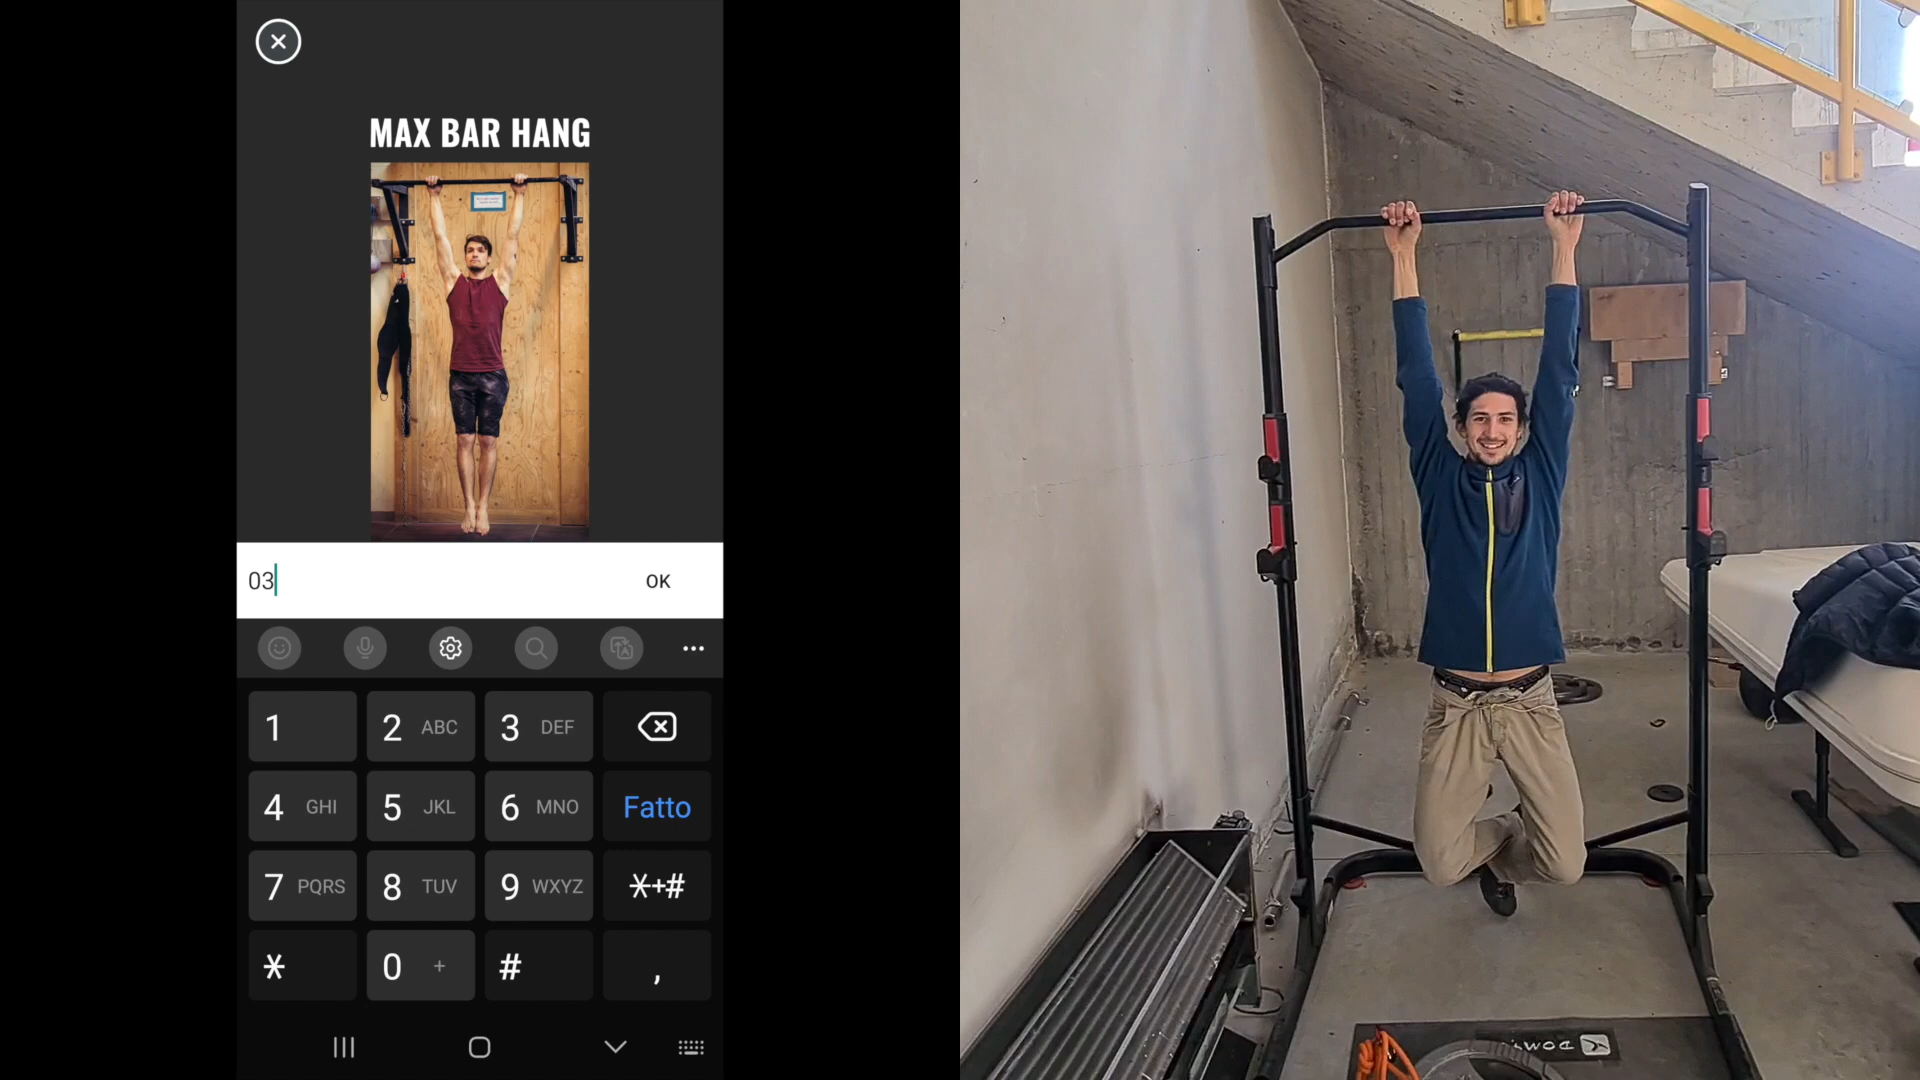 MAX BAR HANG
03
OK
1
2 ABC
3 DEF
4 GHI
5 JKL
6 MNO
Fatto
7 PQRS
8 TUV
9 WXYZ
*+#
*
0 +
#
,